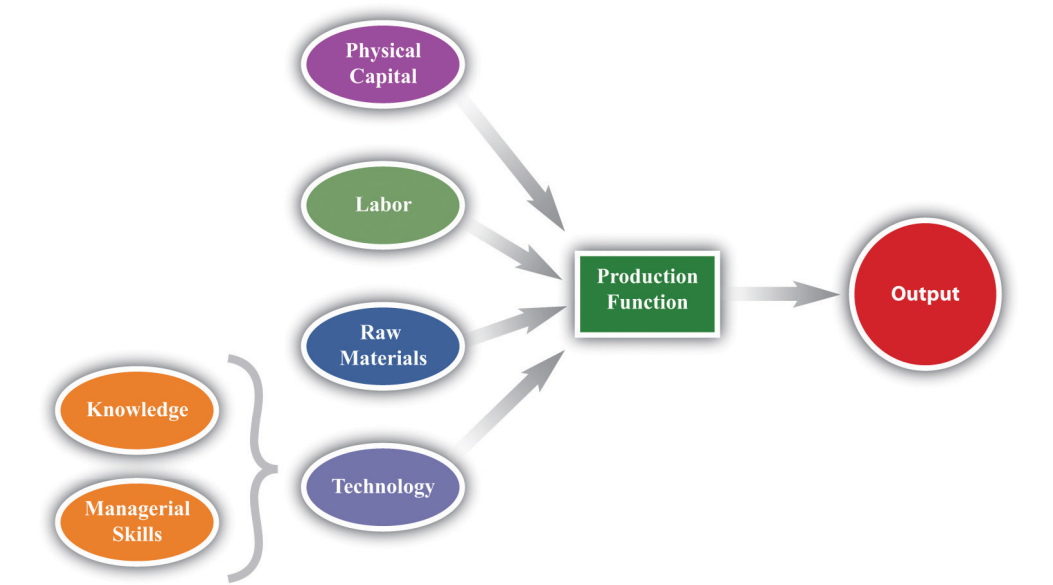 Physical
Capital
Labor
Raw
Materials
Knowledge
Managerial
Skills
Technology
Production
Function
Output